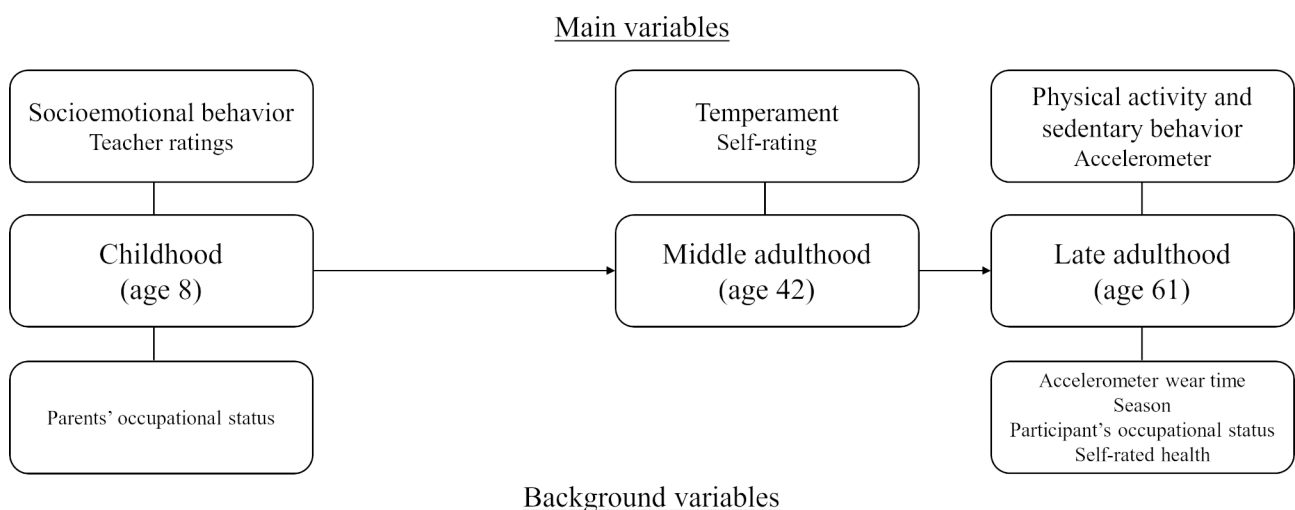 Main variables
Socioemotional behavior
Teacher ratings
Temperament
Self-rating
Physical activity and
sedentary behavior
Accelerometer
Childhood
(age 8)
Middle adulthood
(age 42)
Late adulthood
(age 61)
Parents’ occupational status
Accelerometer wear time
Season
Participant’s occupational status
Self-rated health
Background variables